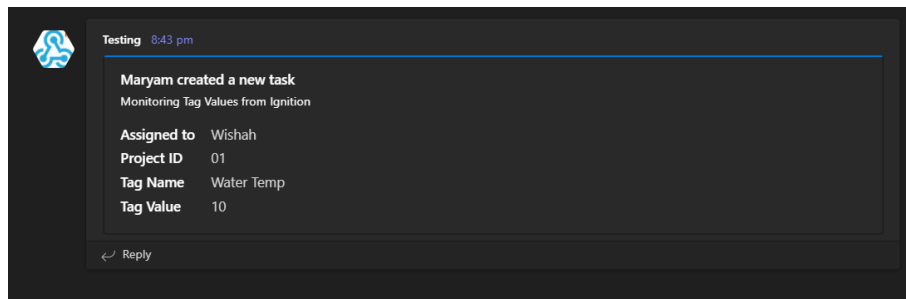 Testing 8:43 pm
Maryam created a new task
Monitoring Tag Values from Ignition
Assigned to Wishah
Project ID 01
Tag Name Water Temp
Tag Value 10
Reply